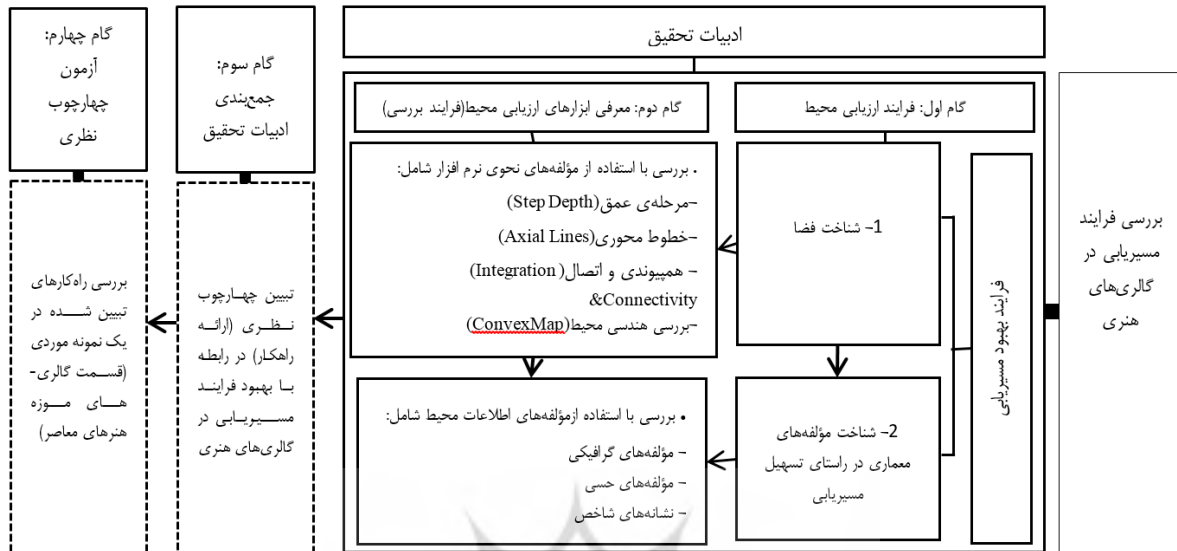 ادبیات تحقیق
بررسی فرایند
مسیریابی در
گالری‌های
هنری
فرایند بهبود مسیریابی
گام اول: فرایند ارزیابی محیط
1- شناخت فضا
2- شناخت مؤلفه‌های
معماری در راستای تسهیل
مسیریابی
گام دوم: معرفی ابزارهای ارزیابی محیط(فرایند بررسی)
. بررسی با استفاده از مؤلفه‌های نحوی نرم افزار شامل:
-مرحله‌ی عمق(Step Depth)
-خطوط محوری(Axial Lines)
- همپیوندی و اتصال( Integration)
&Connectivity
-بررسی هندسی محیط(ConvexMap)
• بررسی با استفاده ازمؤلفه‌های اطلاعات محیط شامل:
- مؤلفه‌های گرافیکی
- مؤلفه‌های حسی
- نشانه‌های شاخص
گام سوم:
جمع‌بندی
ادبیات تحقیق
تبیین چهارچوب
نظری (ارائه
راهکار) در رابطه
با بهبود فرایند
مسیریابی در
گالری‌های هنری
گام چهارم:
آزمون
چهارچوب
نظری
بررسی راه‌کارهای
تبیین شده در
یک نمونه موردی
(قسمت گالری-
های موزه
هنرهای معاصر)